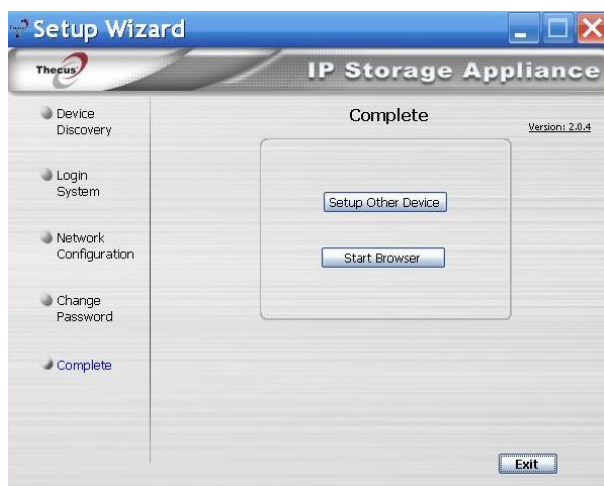 Setup Wizard
Thecus
IP Storage Appliance
Device
Discovery
Login
System
Network
Configuration
Change
Password
Complete
Complete
Version: 2.0.4
Setup Other Device
Start Browser
Exit